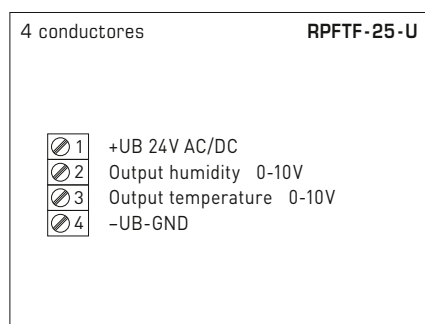 4 conductores RPFTF-25-U
1 +UB 24V AC/DC
2 Output humidity 0-10V
3 Output temperature 0-10V
4 –UB-GND